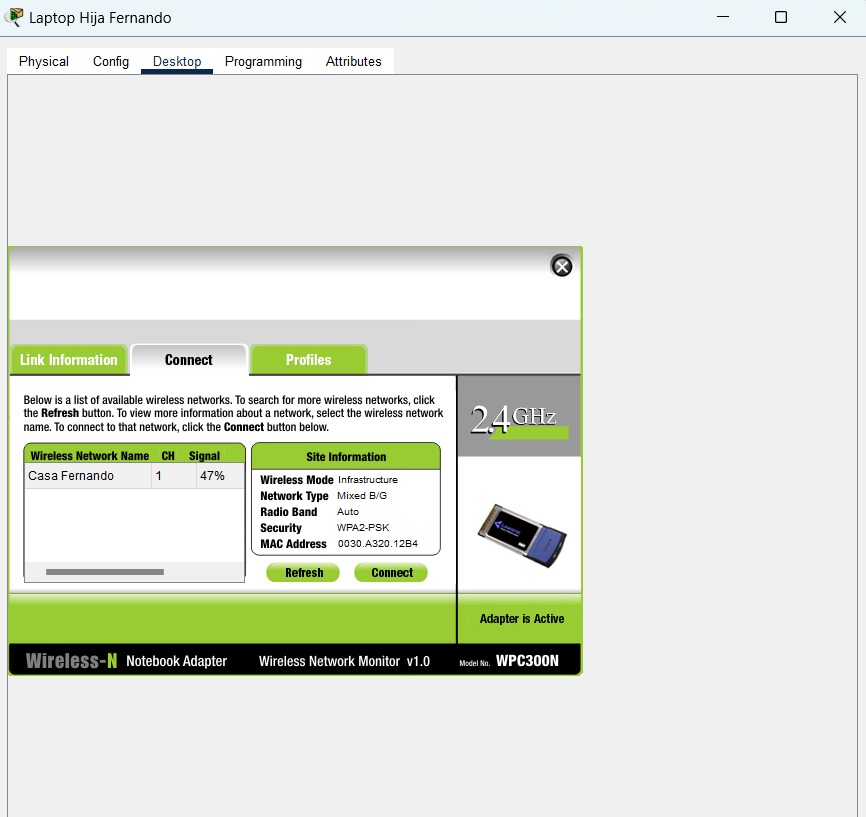 Laptop Hija Fernando
Physical Config Desktop Programming Attributes
Link Information Connect Profiles
Below is a list of available wireless networks. To search for more wireless networks, click
the Refresh button. To view more information about a network, select the wireless network
name. To connect to that network, click the Connect button below.
2.4GHz
Wireless Network Name CH Signal
Casa Fernando 1 47%
Site Information
Wireless Mode Infrastructure
Network Type Mixed B/G
Radio Band Auto
Security WPA2-PSK
MAC Address 0030.A320.12B4
Refresh Connect
Adapter is Active
Wireless-N Notebook Adapter Wireless Network Monitor v1.0 Model No. WPC300N